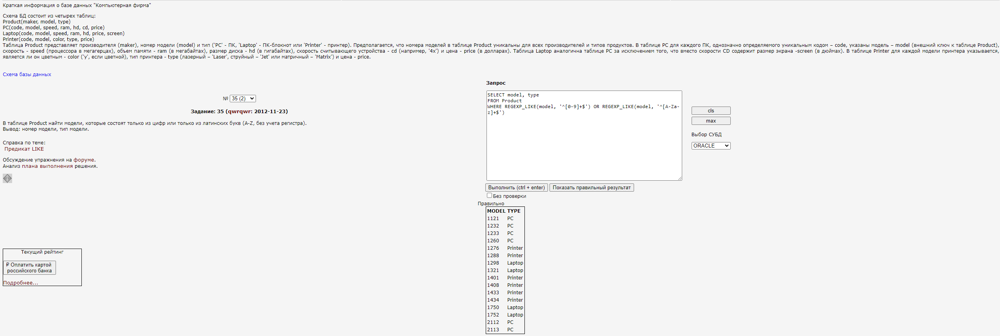 Краткая информация о базе данных "Компьютерная фирма"
Схема БД состоит из четырех таблиц:
Product(maker, model, type)
PC(code, model, speed, ram, hd, cd, price)
Laptop(code, model, speed, ram, hd, price, screen)
Printer(code, model, color, type, price)
Таблица Product представляет производителя (maker), номер модели (model) и тип ('PC' - ПК, 'Laptop' - ПК-блокнот или 'Printer' - принтер). Предполагается, что номера моделей в таблице Product уникальны для всех производителей и типов продуктов. В таблице PC для каждого ПК, однозначно определяемого уникальным кодом – code, указаны модель – model (внешний ключ к таблице Product),
скорость - speed (процессора в мегагерцах), объем памяти - ram (в мегабайтах), размер диска - hd (в гигабайтах), скорость считывающего устройства - cd (например, '4x') и цена - price (в долларах). Таблица Laptop аналогична таблице РС за исключением того, что вместо скорости CD содержит размер экрана -screen (в дюймах). В таблице Printer для каждой модели принтера указывается,
является ли он цветным - color ('y', если цветной), тип принтера - type (лазерный – 'Laser', струйный – 'Jet' или матричный – 'Matrix') и цена - price.
Схема базы данных
№ 35 (2)
Задание: 35 (qwrqwr: 2012-11-23)
В таблице Product найти модели, которые состоят только из цифр или только из латинских букв (A-Z, без учета регистра).
Вывод: номер модели, тип модели.
Справка по теме:
Предикат LIKE
Обсуждение упражнения на форуме.
Анализ плана выполнения решения.
i
Текущий рейтинг
₽ Оплатить картой
российского банка
Подробнее...
Запрос
SELECT model, type
FROM Product
WHERE REGEXP_LIKE(model, '^[0-9]+$') OR REGEXP_LIKE(model, '^[A-Za-
z]+$')
cls
max
Выбор СУБД
ORACLE
Выполнить (ctrl + enter) Показать правильный результат
Без проверки
Правильно
MODEL TYPE
1121 PC
1232 PC
1233 PC
1260 PC
1276 Printer
1288 Printer
1298 Laptop
1321 Laptop
1401 Printer
1408 Printer
1433 Printer
1434 Printer
1750 Laptop
1752 Laptop
2112 PC
2113 PC